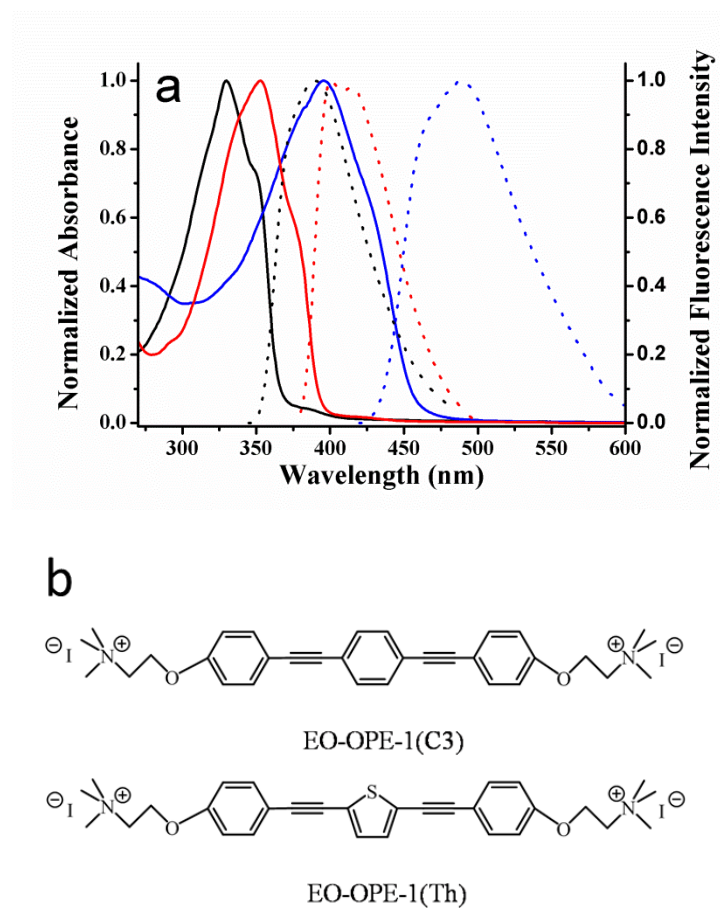 a
Normalized Absorbance
1.0
0.8
0.6
0.4
0.2
0.0
300 350 400 450 500 550 600
Wavelength (nm)
1.0
0.8
0.6
0.4
0.2
0.0
Normalized Fluorescence Intensity
b
⊖ I N ⊕ O O N ⊕ I ⊖
EO-OPE-1(C3)
⊖ I N ⊕ O S O N ⊕ I ⊖
EO-OPE-1(Th)